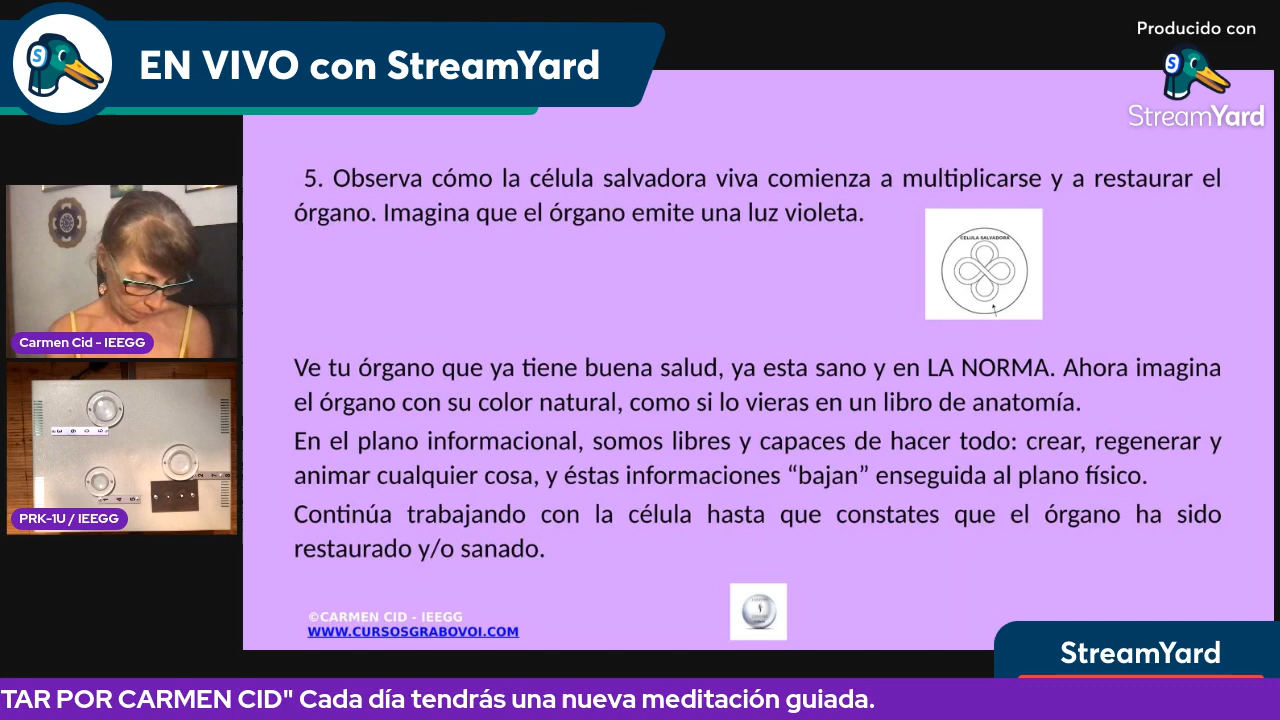 EN VIVO con StreamYard
Producido con
StreamYard
5. Observa cómo la célula salvadora viva comienza a multiplicarse y a restaurar el
órgano. Imagina que el órgano emite una luz violeta.
CELULA SALVADORA
Ve tu órgano que ya tiene buena salud, ya esta sano y en LA NORMA. Ahora imagina
el órgano con su color natural, como si lo vieras en un libro de anatomía.
En el plano informacional, somos libres y capaces de hacer todo: crear, regenerar y
animar cualquier cosa, y éstas informaciones “bajan” enseguida al plano físico.
Continúa trabajando con la célula hasta que constates que el órgano ha sido
restaurado y/o sanado.
©CARMEN CID - IEEGG
WWW.CURSOSGRABOVOI.COM
Carmen Cid - IEEGG
PRK-1U / IEEGG
StreamYard
TAR POR CARMEN CID" Cada día tendrás una nueva meditación guiada.